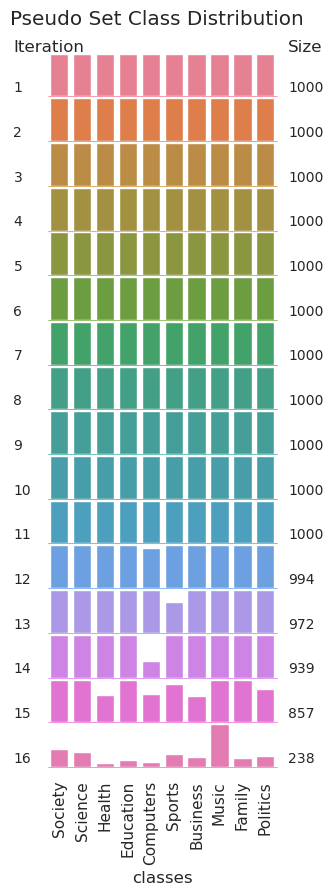 Pseudo Set Class Distribution
Iteration Size
1 1000
2 1000
3 1000
4 1000
5 1000
6 1000
7 1000
8 1000
9 1000
10 1000
11 1000
12 994
13 972
14 939
15 857
16 238
Society
Science
Health
Education
Computers
Sports
Business
Music
Family
Politics
classes